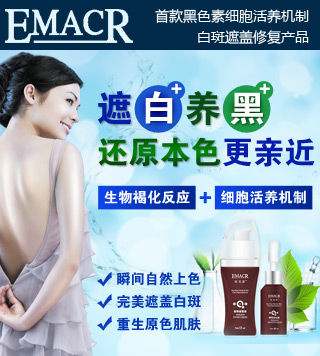 EMACR
首款黑色素细胞活养机制
白斑遮盖修复产品
遮白+养黑+
还原本色更亲近
生物褐化反应 + 细胞活养机制
✓ 瞬间自然上色
✓ 完美遮盖白斑
✓ 重生原色肌肤
EMACR
EMACR